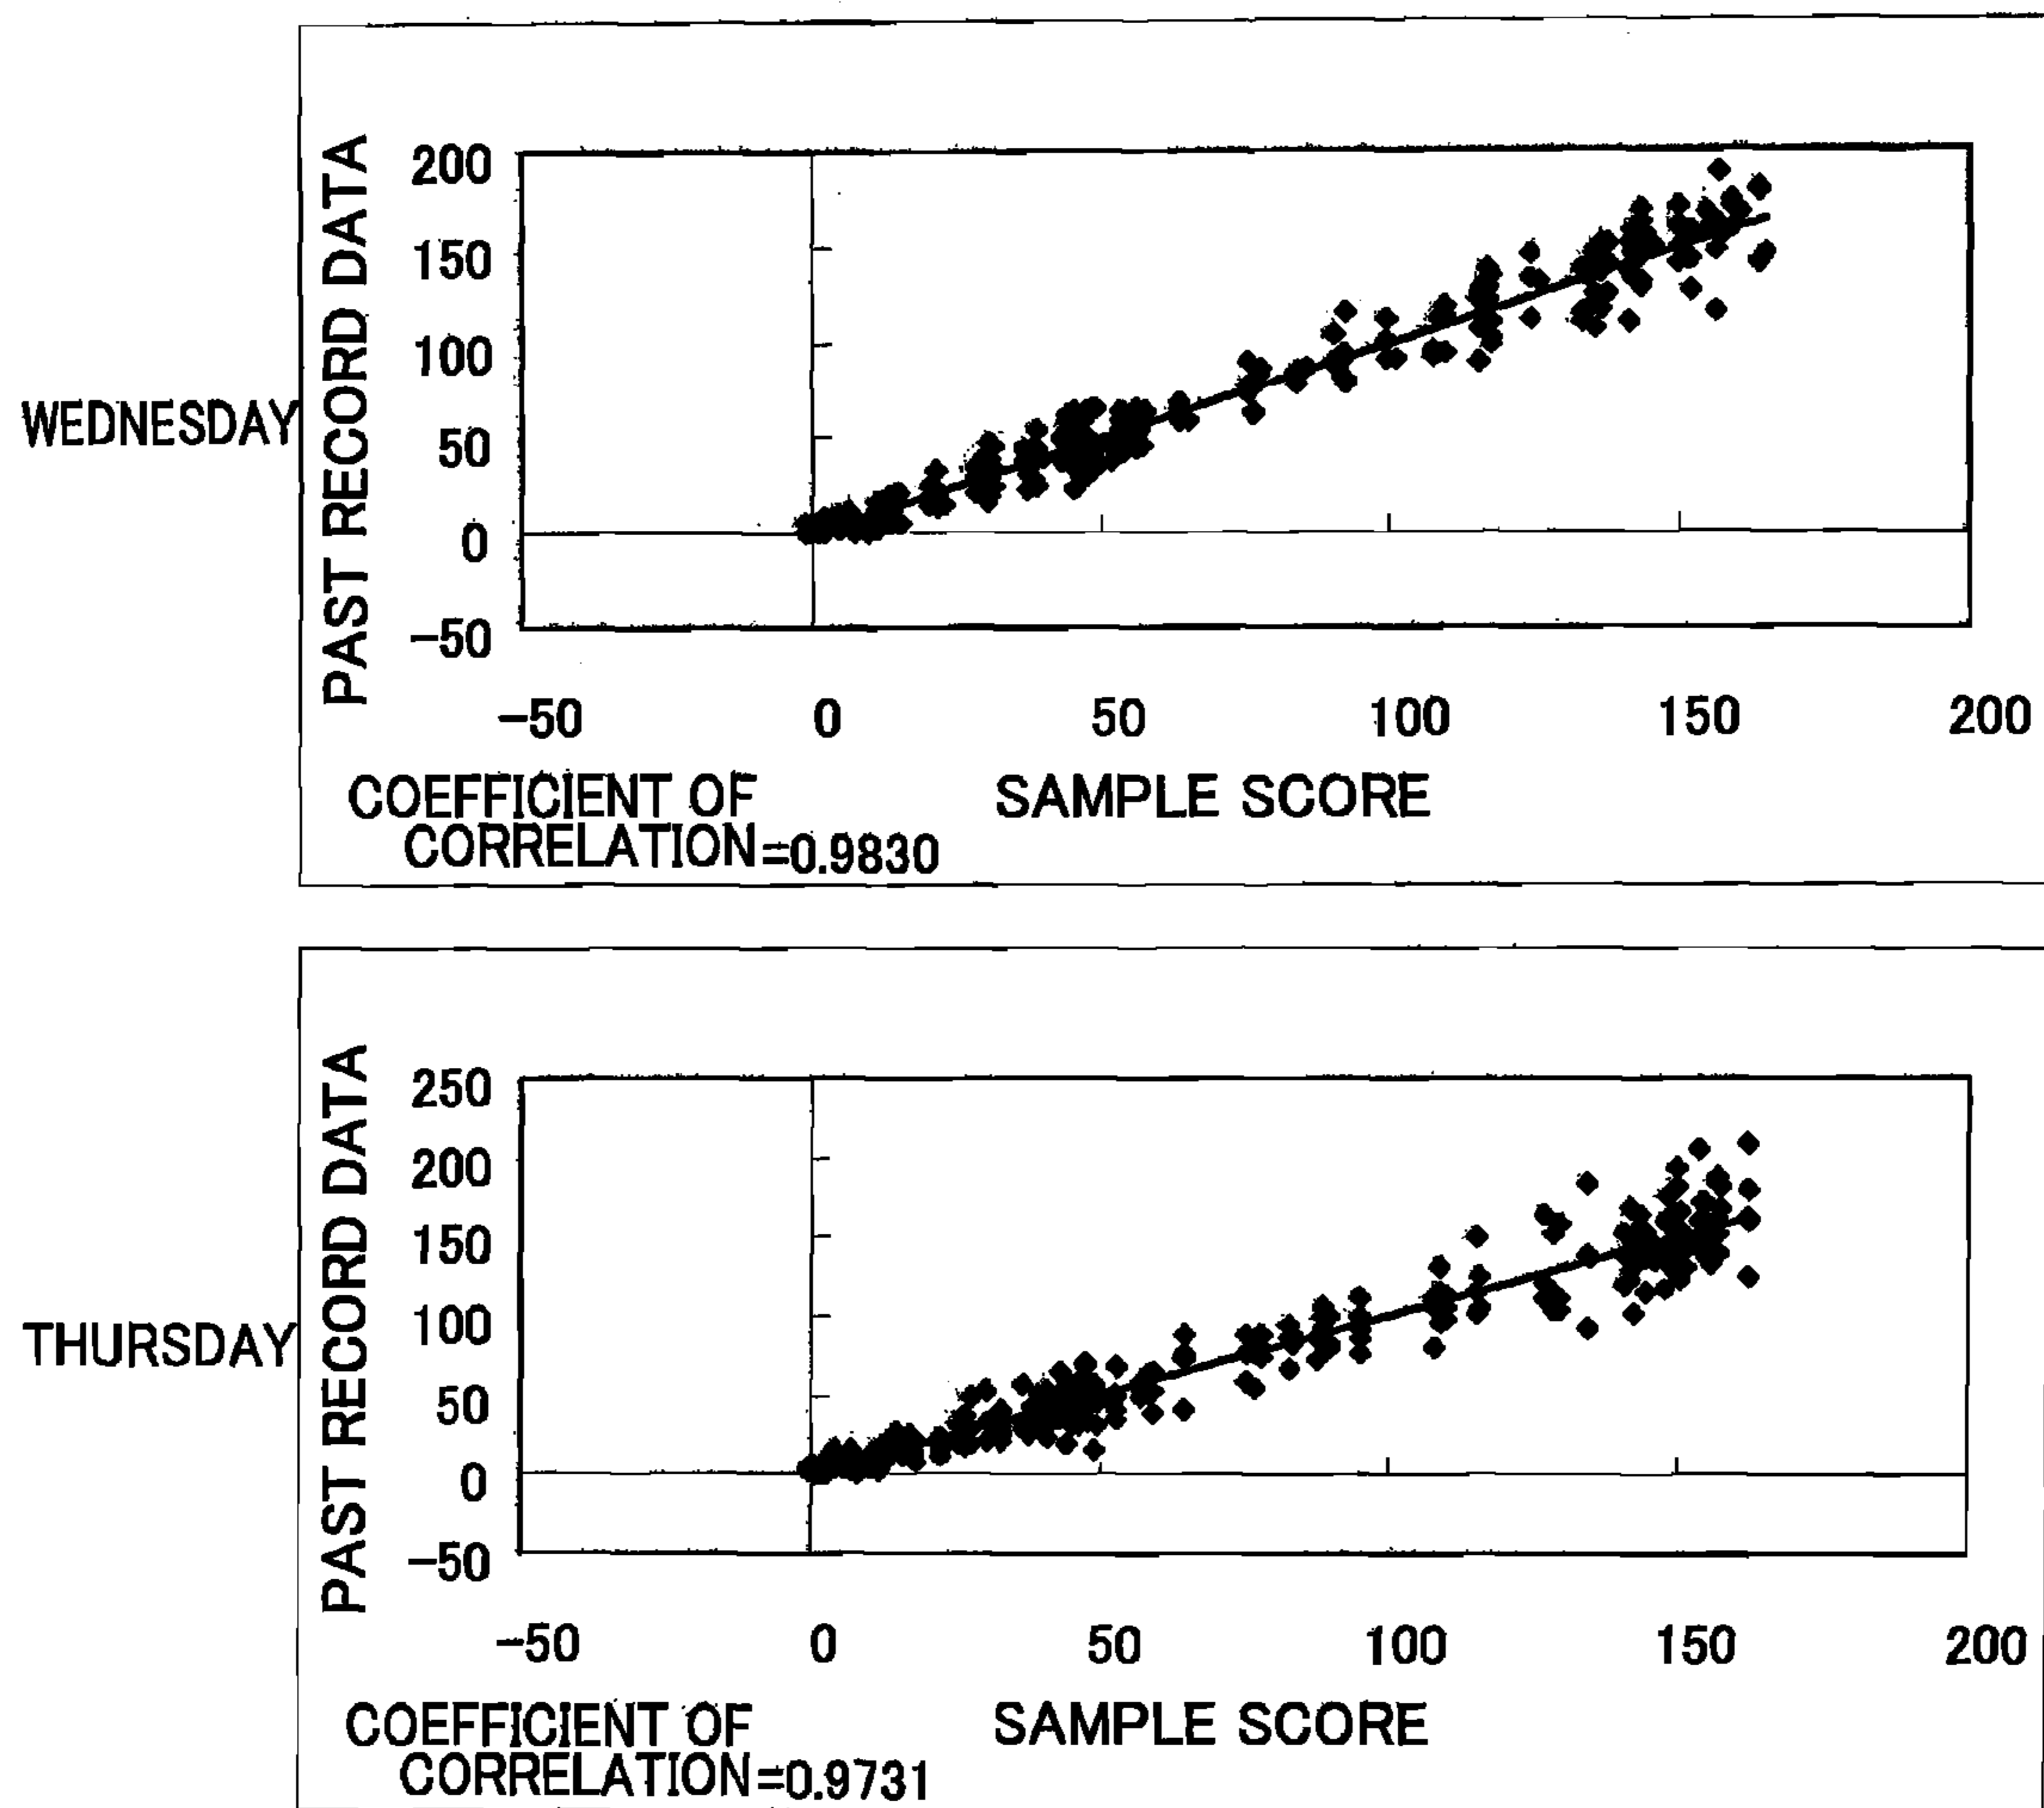 WEDNESDAY
PAST RECORD DATA
200
150
100
50
0
-50
-50 0 50 100 150 200
COEFFICIENT OF
CORRELATION=0.9830
SAMPLE SCORE
THURSDAY
PAST RECORD DATA
250
200
150
100
50
0
-50
-50 0 50 100 150 200
COEFFICIENT OF
CORRELATION=0.9731
SAMPLE SCORE